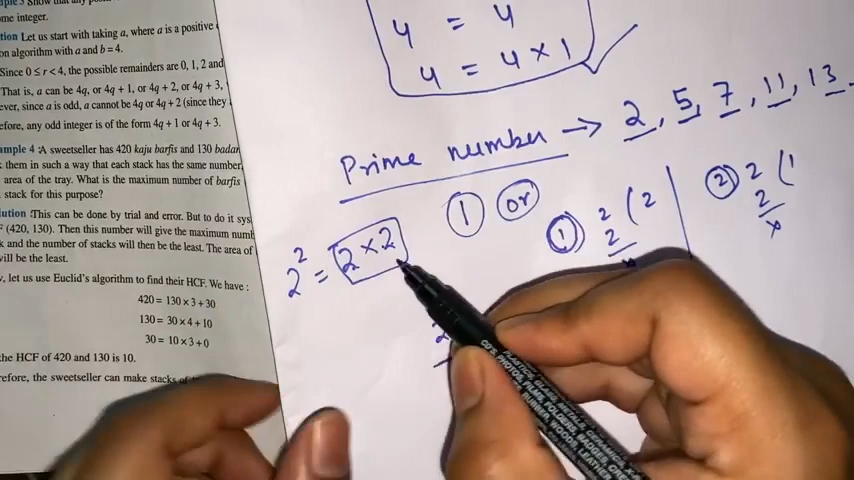 ome integer.
tion Let us start with taking a, where a is a positive
on algorithm with a and b = 4.
Since 0 ≤ r < 4, the possible remainders are 0, 1, 2 and
That is, a can be 4q, or 4q + 1, or 4q + 2, or 4q + 3,
ever, since a is odd, a cannot be 4q or 4q + 2 (since they
efore, any odd integer is of the form 4q + 1 or 4q + 3.
ample 4 : A sweetseller has 420 kaju barfis and 130 badar
them in such a way that each stack has the same number,
area of the tray. What is the maximum number of barfis
stack for this purpose?
lution : This can be done by trial and error. But to do it sys
F (420, 130). Then this number will give the maximum numb
k and the number of stacks will then be the least. The area of
vill be the least.
v, let us use Euclid's algorithm to find their HCF. We have :
420 = 130 × 3 + 30
130 = 30 × 4 + 10
30 = 10 × 3 + 0
the HCF of 420 and 130 is 10.
refore, the sweetseller can make stacks of
4 = 4
4 = 4 × 1
Prime number → 2, 5, 7, 11, 13
1 or
1 2 ( 2
2
×
2 2 ( 1
2
×
2² = 2 × 2